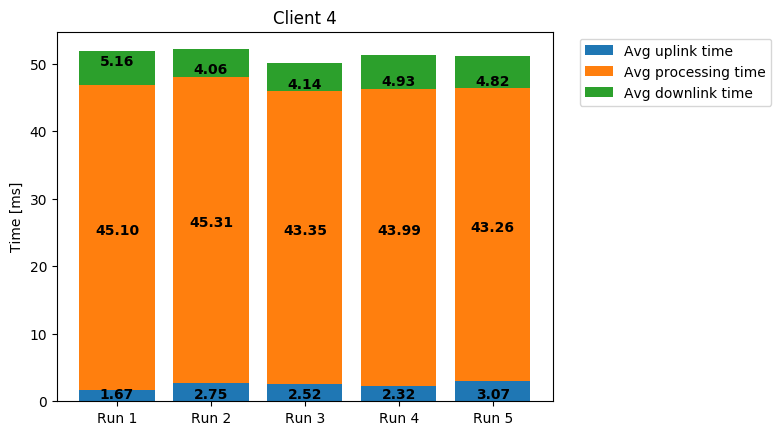 Client 4
Time [ms]
50
40
30
20
10
0
5.16
4.06
4.14
4.93
4.82
45.10
45.31
43.35
43.99
43.26
1.67
2.75
2.52
2.32
3.07
Run 1
Run 2
Run 3
Run 4
Run 5
Avg uplink time
Avg processing time
Avg downlink time